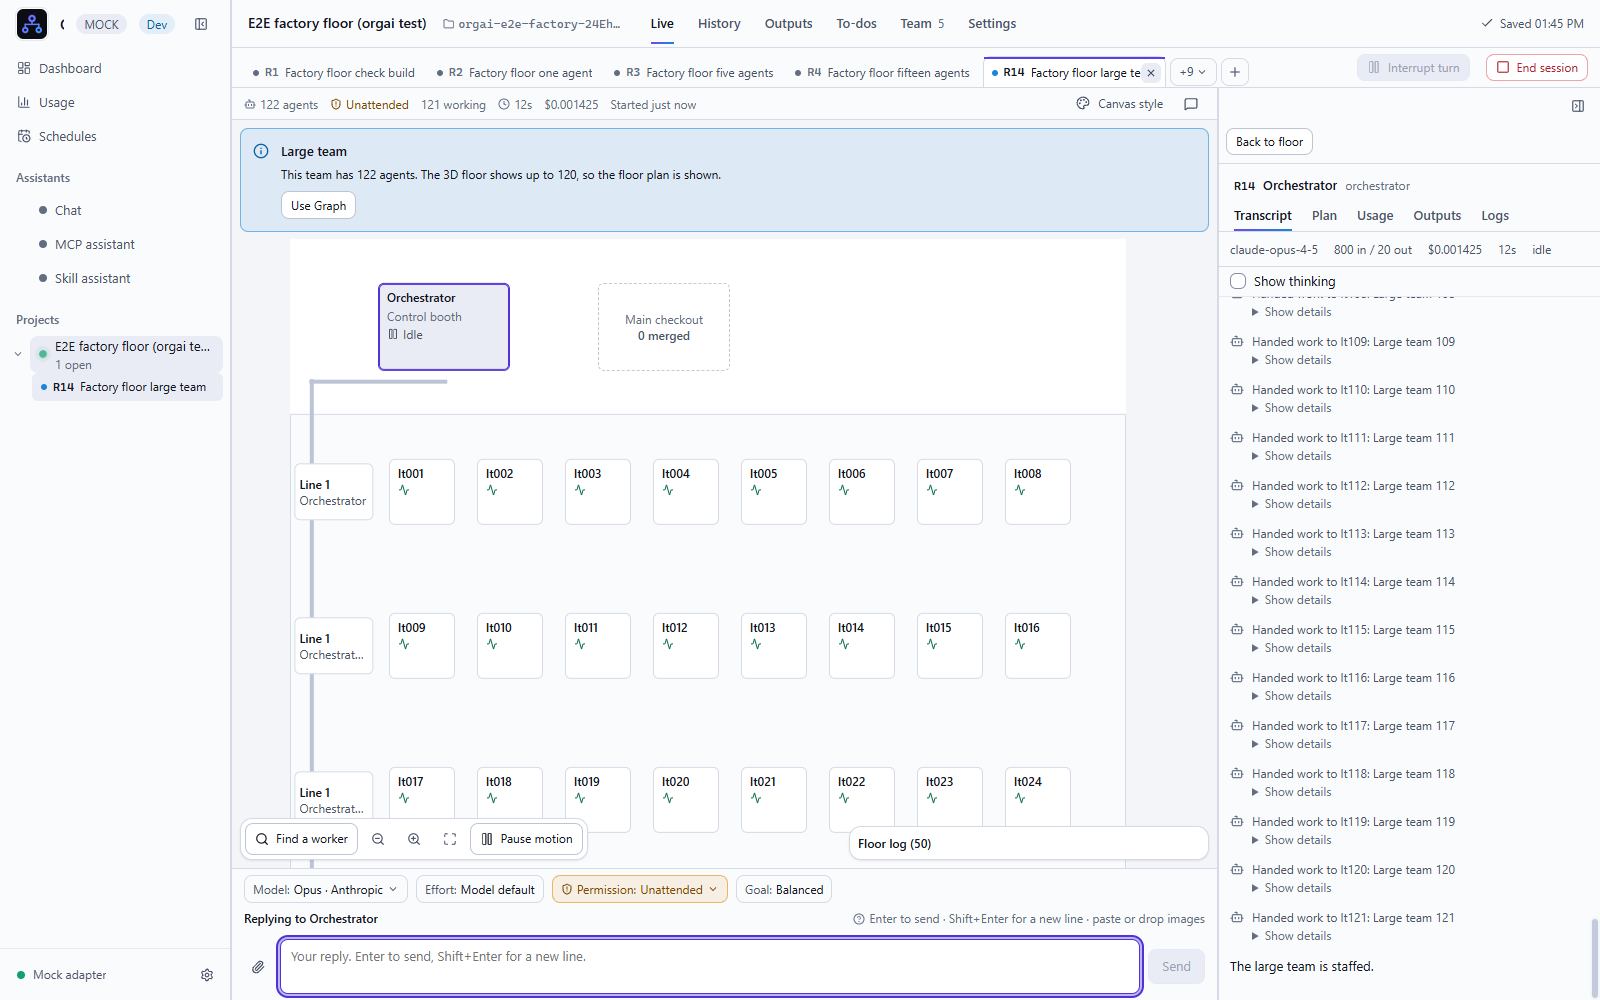 MOCK
Dev
E2E factory floor (orgai test)
orgai-e2e-factory-24Eh...
Live
History
Outputs
To-dos
Team 5
Settings
Saved 01:45 PM
Dashboard
Usage
Schedules
Assistants
Chat
MCP assistant
Skill assistant
Projects
E2E factory floor (orgai te...
1 open
R14 Factory floor large team
Mock adapter
R1 Factory floor check build
R2 Factory floor one agent
R3 Factory floor five agents
R4 Factory floor fifteen agents
R14 Factory floor large te
+9
Interrupt turn
End session
122 agents
Unattended
121 working
12s
$0.001425
Started just now
Canvas style
Large team
This team has 122 agents. The 3D floor shows up to 120, so the floor plan is shown.
Use Graph
Orchestrator
Control booth
Idle
Main checkout
0 merged
Line 1
Orchestrator
lt001
lt002
lt003
lt004
lt005
lt006
lt007
lt008
Line 1
Orchestrat...
lt009
lt010
lt011
lt012
lt013
lt014
lt015
lt016
Line 1
Orchestrat...
lt017
lt018
lt019
lt020
lt021
lt022
lt023
lt024
Find a worker
Pause motion
Floor log (50)
Model: Opus · Anthropic
Effort: Model default
Permission: Unattended
Goal: Balanced
Replying to Orchestrator
Enter to send · Shift+Enter for a new line · paste or drop images
Your reply. Enter to send, Shift+Enter for a new line.
Send
Back to floor
R14 Orchestrator orchestrator
Transcript
Plan
Usage
Outputs
Logs
claude-opus-4-5
800 in / 20 out
$0.001425
12s
idle
Show thinking
Show details
Handed work to lt109: Large team 109
Show details
Handed work to lt110: Large team 110
Show details
Handed work to lt111: Large team 111
Show details
Handed work to lt112: Large team 112
Show details
Handed work to lt113: Large team 113
Show details
Handed work to lt114: Large team 114
Show details
Handed work to lt115: Large team 115
Show details
Handed work to lt116: Large team 116
Show details
Handed work to lt117: Large team 117
Show details
Handed work to lt118: Large team 118
Show details
Handed work to lt119: Large team 119
Show details
Handed work to lt120: Large team 120
Show details
Handed work to lt121: Large team 121
Show details
The large team is staffed.